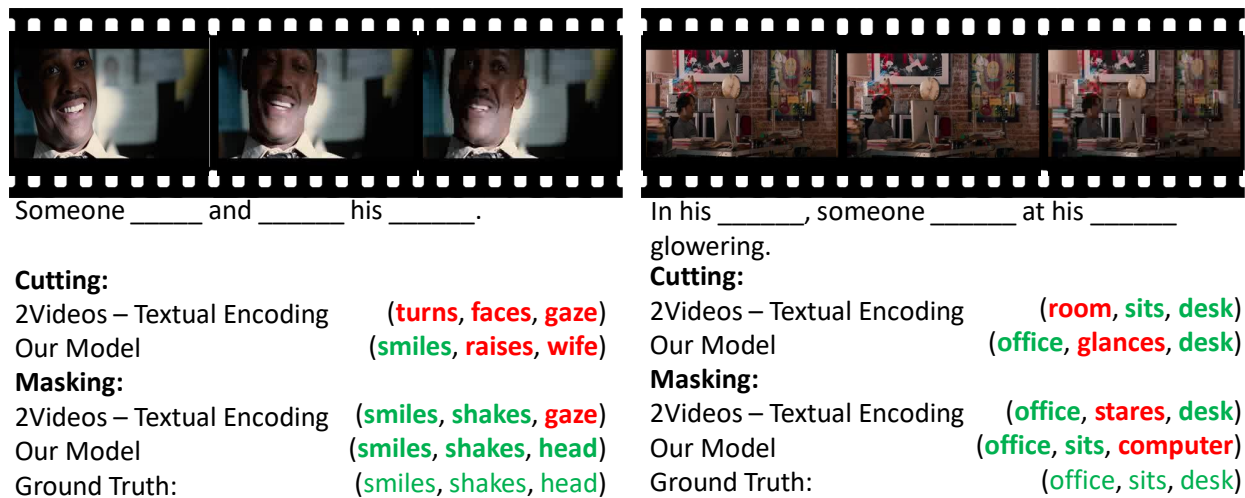 Someone _____ and ______ his ______.
Cutting:
2Videos – Textual Encoding (turns, faces, gaze)
Our Model (smiles, raises, wife)
Masking:
2Videos – Textual Encoding (smiles, shakes, gaze)
Our Model (smiles, shakes, head)
Ground Truth: (smiles, shakes, head)
In his ______, someone ______ at his ______
glowering.
Cutting:
2Videos – Textual Encoding (room, sits, desk)
Our Model (office, glances, desk)
Masking:
2Videos – Textual Encoding (office, stares, desk)
Our Model (office, sits, computer)
Ground Truth: (office, sits, desk)